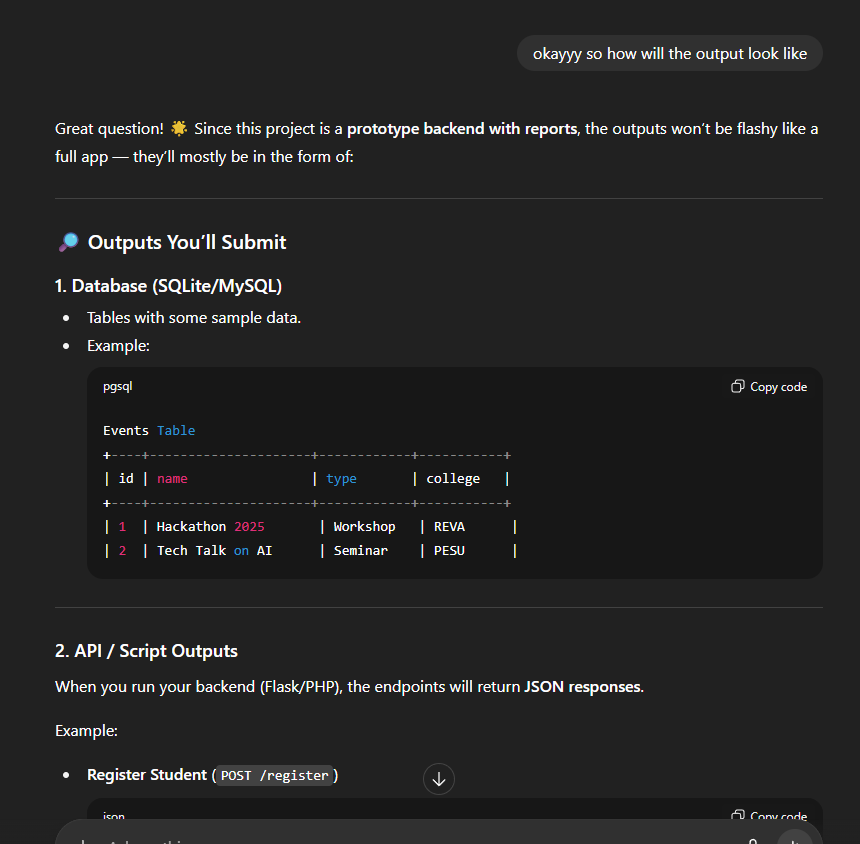 okayyy so how will the output look like
Great question! 🌟 Since this project is a prototype backend with reports, the outputs won’t be flashy like a
full app — they’ll mostly be in the form of:
🔎 Outputs You’ll Submit
1. Database (SQLite/MySQL)
• Tables with some sample data.
• Example:
pgsql
Copy code
Events Table
+----+---------------------+------------+-----------+
| id | name                | type       | college   |
+----+---------------------+------------+-----------+
| 1  | Hackathon 2025       | Workshop   | REVA      |
| 2  | Tech Talk on AI      | Seminar    | PESU      |
2. API / Script Outputs
When you run your backend (Flask/PHP), the endpoints will return JSON responses.
Example:
• Register Student (POST /register)
json
Copy code